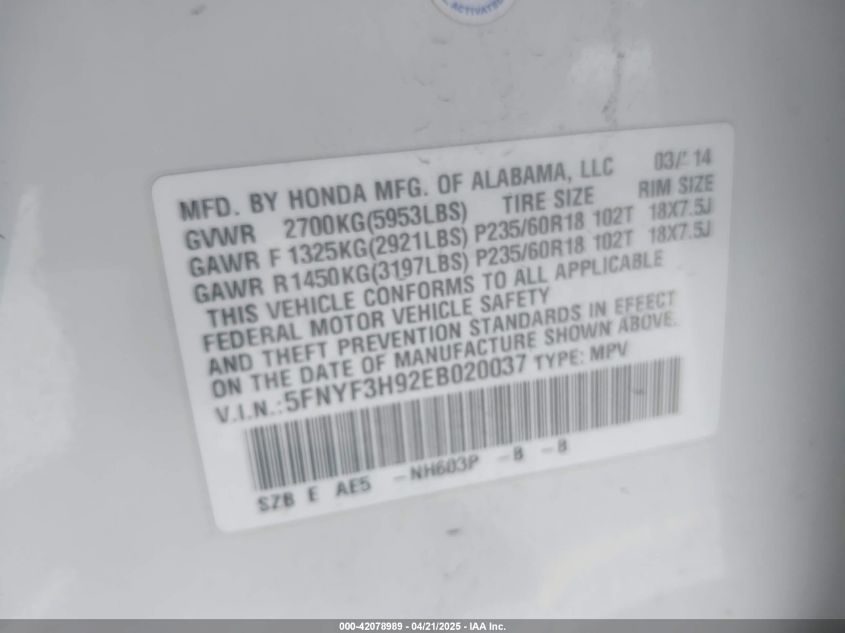 ACTIVATED
MFD. BY HONDA MFG. OF ALABAMA, LLC 03/ 14
GVWR 2700KG(5953LBS) TIRE SIZE RIM SIZE
GAWR F 1325KG(2921LBS) P235/60R18 102T 18X7.5J
GAWR R1450KG(3197LBS) P235/60R18 102T 18X7.5J
THIS VEHICLE CONFORMS TO ALL APPLICABLE
FEDERAL MOTOR VEHICLE SAFETY
AND THEFT PREVENTION STANDARDS IN EFFECT
ON THE DATE OF MANUFACTURE SHOWN ABOVE.
V.I.N.:5FNYF3H92EB020037 TYPE: MPV
SZB E AE5 -NH603P -B -B
000-42078989 - 04/21/2025 - IAA Inc.